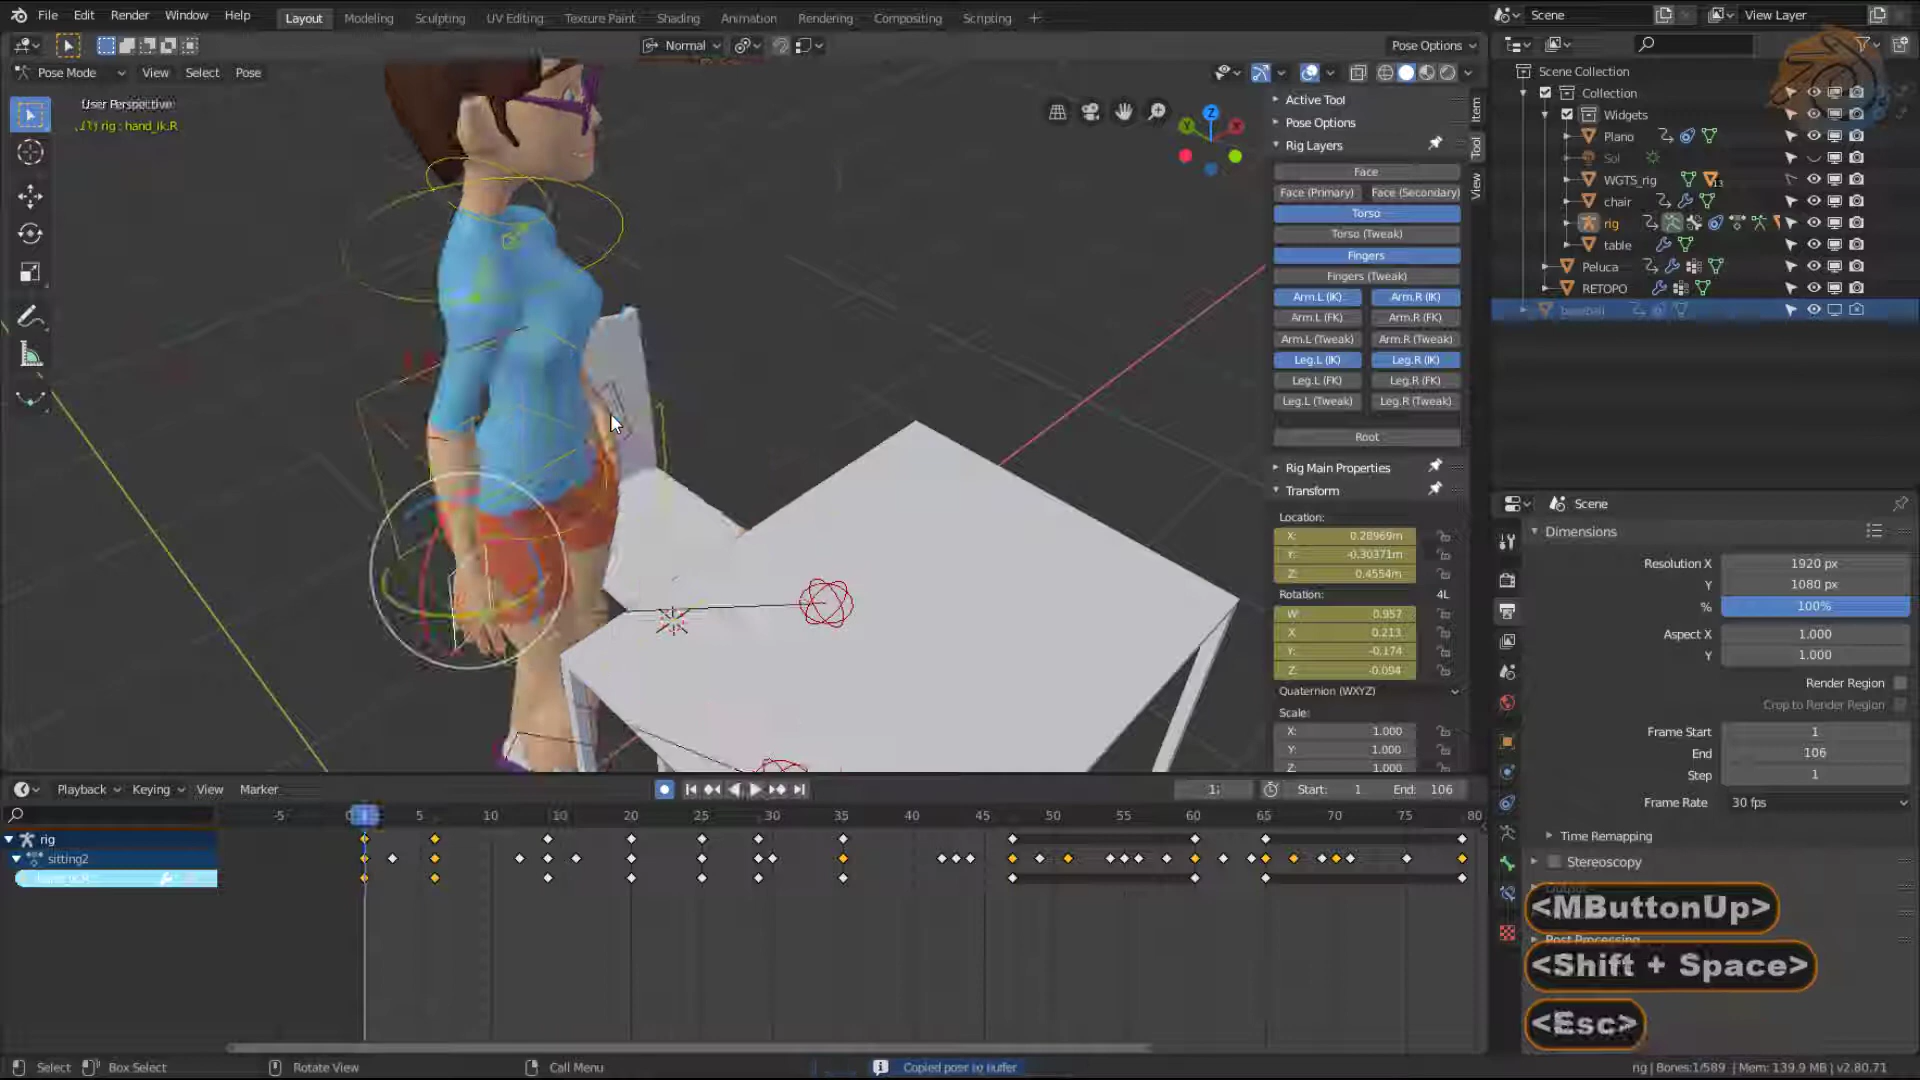 File Edit Render Window Help
Layout Modeling Sculpting UV Editing Texture Paint Shading Animation Rendering Compositing Scripting +
Scene
View Layer
Normal
Pose Options
Pose Mode View Select Pose
User Perspective
rig : hand_ik.R
Active Tool
Pose Options
Rig Layers
Face
Face (Primary) Face (Secondary)
Torso
Torso (Tweak)
Fingers
Fingers (Tweak)
Arm.L (IK) Arm.R (IK)
Arm.L (FK) Arm.R (FK)
Arm.L (Tweak) Arm.R (Tweak)
Leg.L (IK) Leg.R (IK)
Leg.L (FK) Leg.R (FK)
Leg.L (Tweak) Leg.R (Tweak)
Root
Rig Main Properties
Transform
Location:
X: 0.28969m
Y: -0.30371m
Z: 0.4554m
Rotation: 4L
W: 0.957
X 0.213
Y: -0.174
Z: -0.094
Quaternion (WXYZ)
Scale:
X: 1.000
Y: 1.000
Z: 1.000
Item
Tool
View
Scene Collection
Collection
Widgets
Plano
Sol
WGTS_rig 13
chair
rig
table
Peluca
RETOPO
Scene
Dimensions
Resolution X 1920 px
Y 1080 px
% 100%
Aspect X 1.000
Y 1.000
Render Region
Crop to Render Region
Frame Start 1
End 106
Step 1
Frame Rate 30 fps
Time Remapping
Stereoscopy
Post Processing
<MButtonUp>
<Shift + Space>
<Esc>
Playback Keying View Marker
Start: 1 End: 106
-5 0 5 10 10 20 25 30 35 40 45 50 55 60 65 70 75 80
rig
sitting2
Select Box Select Rotate View Call Menu Copied pose to buffer
rig | Bones:1/589 | Mem: 139.9 MB | v2.80.71